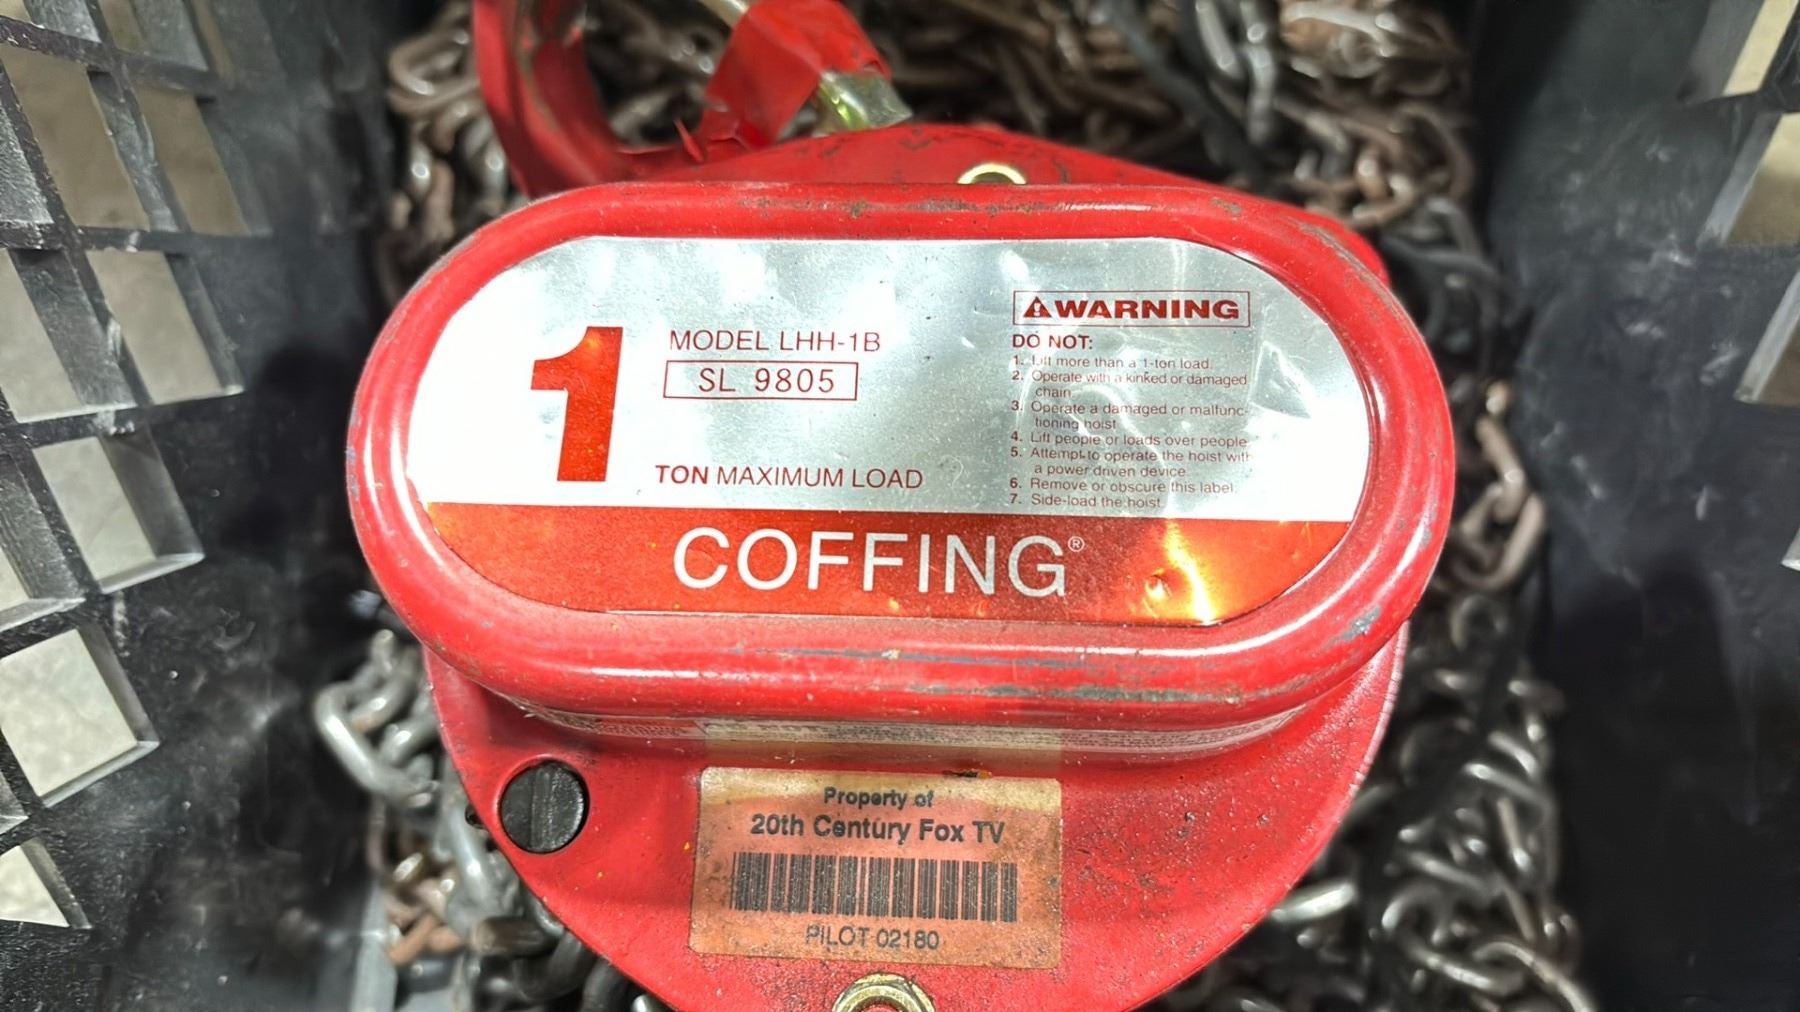 1
MODEL LHH-1B
SL 9805
TON MAXIMUM LOAD
WARNING
DO NOT:
1. Lift more than a 1-ton load.
2. Operate with a kinked or damaged
chain.
3. Operate a damaged or malfunc-
tioning hoist
4. Lift people or loads over people.
5. Attempt to operate the hoist with
a power driven device.
6. Remove or obscure this label.
7. Side-load the hoist.
COFFING®
Property of
20th Century Fox TV
PILOT 02180